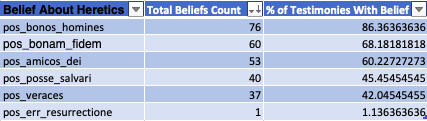 Belief About Heretics Total Beliefs Count % of Testimonies With Belief
pos_bonos_homines 76 86.36363636
pos_bonam_fidem 60 68.18181818
pos_amicos_dei 53 60.22727273
pos_posse_salvari 40 45.45454545
pos_veraces 37 42.04545455
pos_err_resurrectione 1 1.136363636